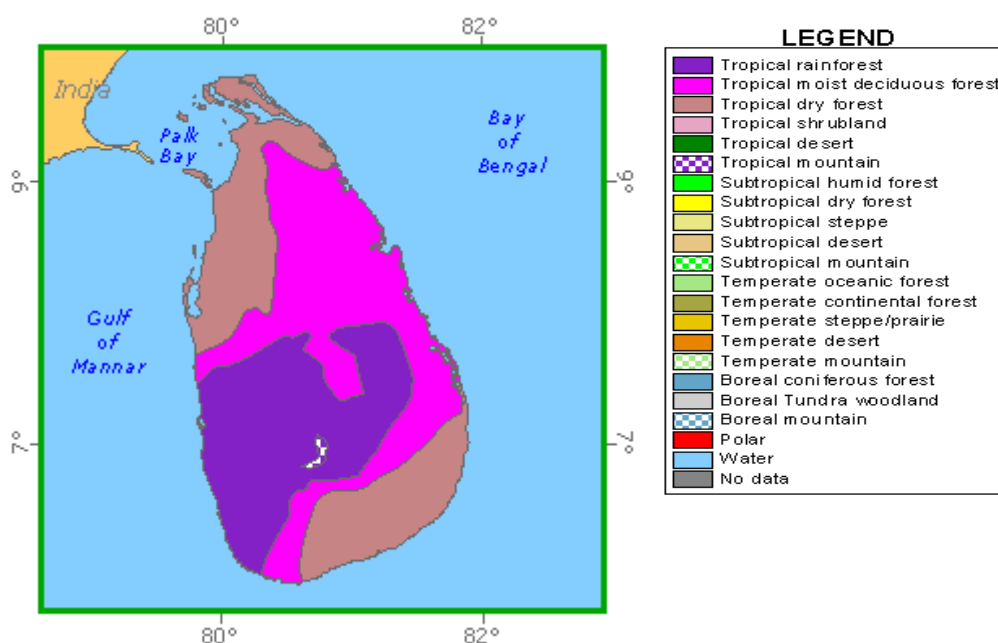 80°
82°
India
Palk
Bay
Bay
of
Bengal
9°
9°
Gulf
of
Mannar
7°
7°
80°
82°
LEGEND
Tropical rainforest
Tropical moist deciduous forest
Tropical dry forest
Tropical shrubland
Tropical desert
Tropical mountain
Subtropical humid forest
Subtropical dry forest
Subtropical steppe
Subtropical desert
Subtropical mountain
Temperate oceanic forest
Temperate continental forest
Temperate steppe/prairie
Temperate desert
Temperate mountain
Boreal coniferous forest
Boreal Tundra woodland
Boreal mountain
Polar
Water
No data